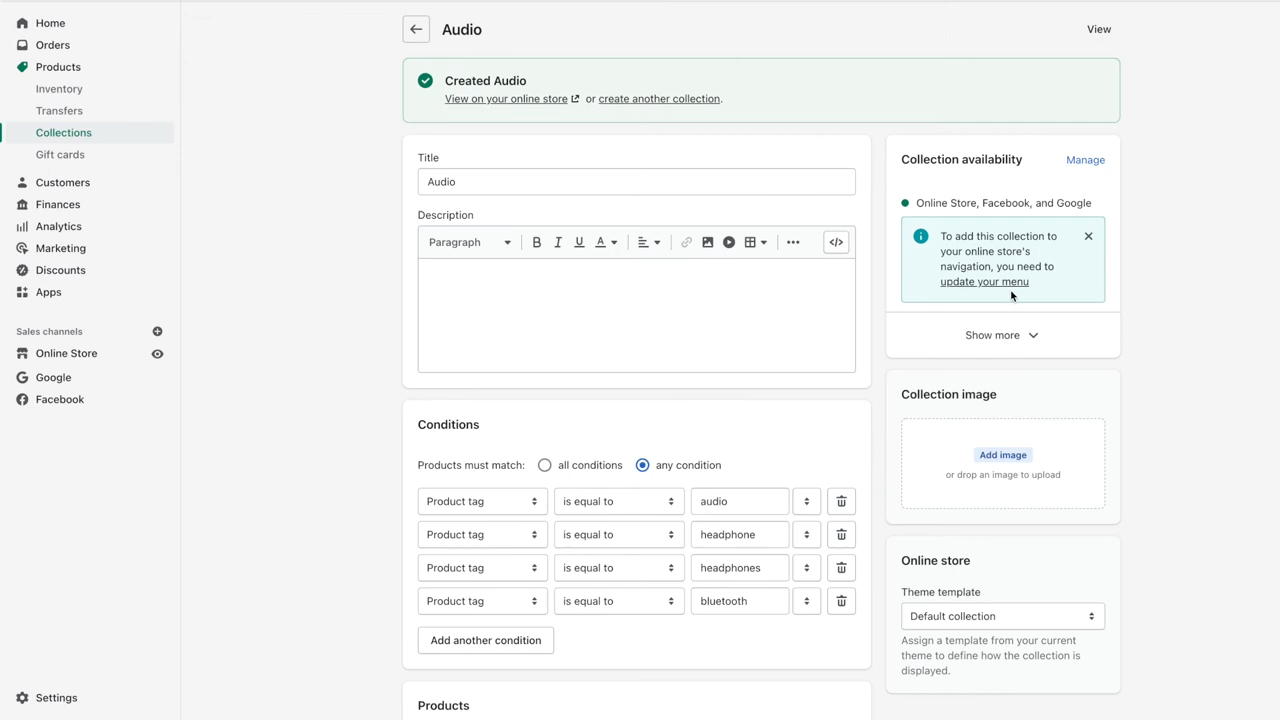 Home
Orders
Products
Inventory
Transfers
Collections
Gift cards
Customers
Finances
Analytics
Marketing
Discounts
Apps
Sales channels
Online Store
Google
Facebook
Settings
Audio
View
Created Audio
View on your online store or create another collection.
Title
Audio
Description
Paragraph B I U A
Conditions
Products must match: all conditions any condition
Product tag is equal to audio
Product tag is equal to headphone
Product tag is equal to headphones
Product tag is equal to bluetooth
Add another condition
Products
Collection availability Manage
Online Store, Facebook, and Google
To add this collection to
your online store's
navigation, you need to
update your menu
Show more
Collection image
Add image
or drop an image to upload
Online store
Theme template
Default collection
Assign a template from your current
theme to define how the collection is
displayed.